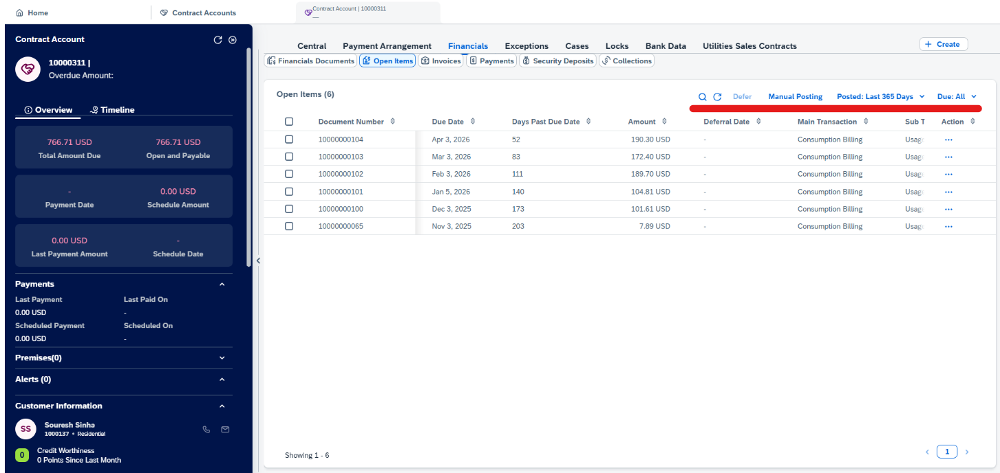 Home
Contract Accounts
Contract Account | 10000311
—
Contract Account
10000311 |
Overdue Amount:
Overview Timeline
766.71 USD 766.71 USD
Total Amount Due Open and Payable
- 0.00 USD
Payment Date Schedule Amount
0.00 USD -
Last Payment Amount Schedule Date
Payments
Last Payment Last Paid On
0.00 USD -
Scheduled Payment Scheduled On
0.00 USD -
Premises(0)
Alerts (0)
Customer Information
SS
Souresh Sinha
1000137 • Residential
0
Credit Worthiness
0 Points Since Last Month
Central Payment Arrangement Financials Exceptions Cases Locks Bank Data Utilities Sales Contracts
+ Create
Financials Documents Open Items Invoices Payments Security Deposits Collections
Open Items (6)
Defer Manual Posting Posted: Last 365 Days Due: All
Document Number Due Date Days Past Due Date Amount Deferral Date Main Transaction Sub T Action
10000000104 Apr 3, 2026 52 190.30 USD - Consumption Billing Usag ...
10000000103 Mar 3, 2026 83 172.40 USD - Consumption Billing Usag ...
10000000102 Feb 3, 2026 111 189.70 USD - Consumption Billing Usag ...
10000000101 Jan 5, 2026 140 104.81 USD - Consumption Billing Usag ...
10000000100 Dec 3, 2025 173 101.61 USD - Consumption Billing Usag ...
10000000065 Nov 3, 2025 203 7.89 USD - Consumption Billing Usag ...
Showing 1 - 6
1